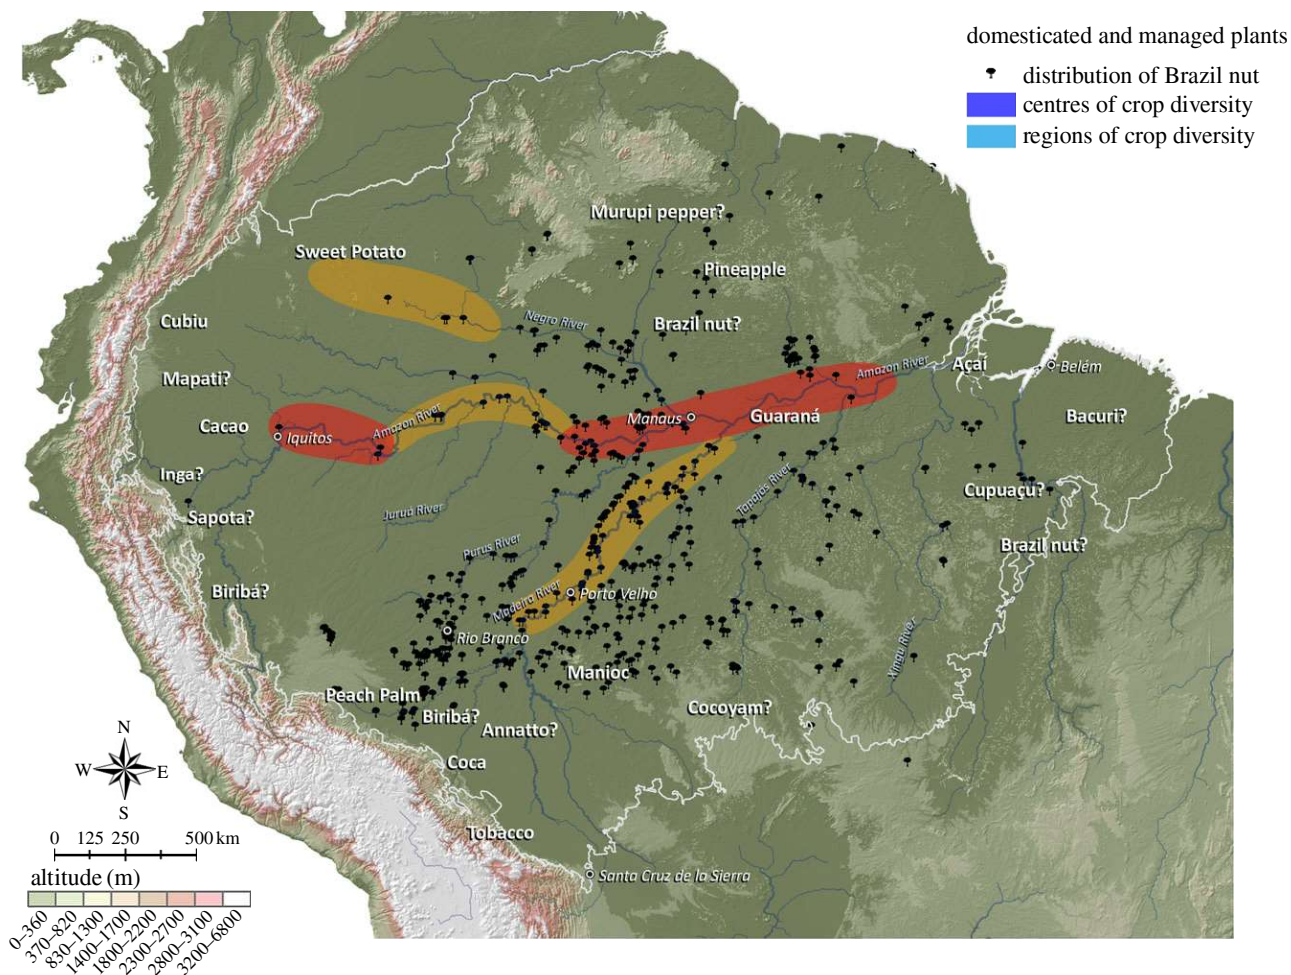 domesticated and managed plants
distribution of Brazil nut
centres of crop diversity
regions of crop diversity
Murupi pepper?
Sweet Potato
Pineapple
Cubiu
Negro River
Brazil nut?
Mapati?
Amazon River
Açaí
Belém
Cacao
Iquitos
Amazon River
Manaus
Guaraná
Bacuri?
Inga?
Tapajós River
Cupuaçu?
Sapota?
Juruá River
Purus River
Brazil nut?
Biribá?
Madeira River
Porto Velho
Rio Branco
Xingu River
Manioc
Peach Palm
Biribá?
Cocoyam?
Annatto?
Coca
Tobacco
Santa Cruz de la Sierra
N
W E
S
0 125 250 500 km
altitude (m)
0–360
370–820
830–1300
1400–1700
1800–2200
2300–2700
2800–3100
3200–6800